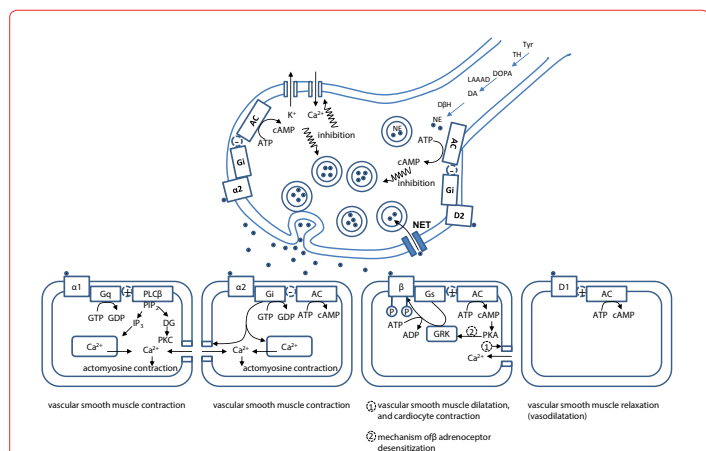 Tyr
TH
DOPA
LAAAD
DA
DβH
NE
K⁺
Ca²⁺
inhibition
AC
cAMP
ATP
-
Gi
α2
NE
ATP
AC
cAMP
inhibition
-
Gi
D2
NET
α1
Gq
+
PLCβ
PIP₂
GTP
GDP
IP₃
DG
PKC
Ca²⁺
Ca²⁺
actomyosine contraction
α2
Gi
-
AC
GTP
GDP
ATP
cAMP
Ca²⁺
Ca²⁺
actomyosine contraction
β
Gs
+
AC
P
P
ATP
ADP
GRK
ATP
cAMP
2
PKA
1
Ca²⁺
D1
+
AC
ATP
cAMP
vascular smooth muscle contraction
vascular smooth muscle contraction
1 vascular smooth muscle dilatation,
and cardiocyte contraction
2 mechanism ofβ adrenoceptor
desensitization
vascular smooth muscle relaxation
(vasodilatation)